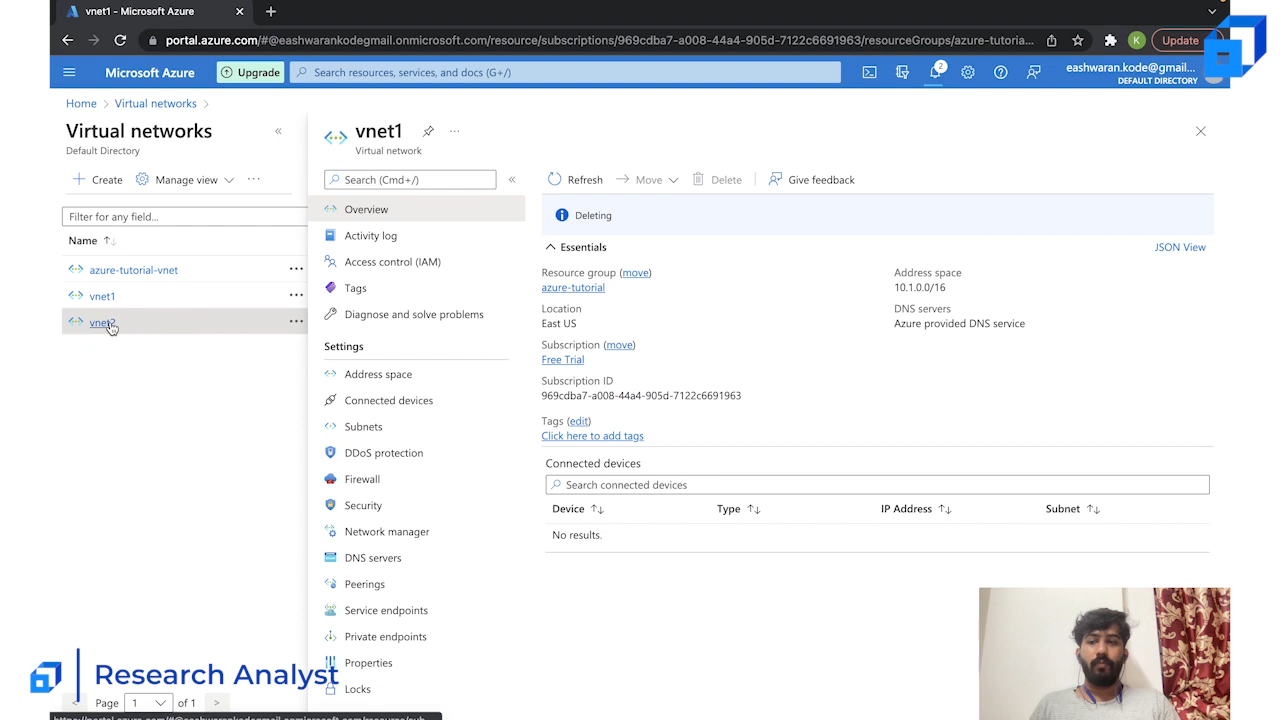 vnet1 - Microsoft Azure
portal.azure.com/#@eashwarankodegmail.onmicrosoft.com/resource/subscriptions/969cdba7-a008-44a4-905d-7122c6691963/resourceGroups/azure-tutoria...
K
Update
Microsoft Azure
Upgrade
Search resources, services, and docs (G+/)
2
eashwaran.kode@gmail...
DEFAULT DIRECTORY
Home > Virtual networks >
Virtual networks
Default Directory
Create
Manage view
...
Filter for any field...
Name
azure-tutorial-vnet
vnet1
vnet2
Page 1 of 1
vnet1
...
Virtual network
Search (Cmd+/)
Overview
Activity log
Access control (IAM)
Tags
Diagnose and solve problems
Settings
Address space
Connected devices
Subnets
DDoS protection
Firewall
Security
Network manager
DNS servers
Peerings
Service endpoints
Private endpoints
Properties
Locks
Refresh
Move
Delete
Give feedback
Deleting
Essentials
JSON View
Resource group (move)
azure-tutorial
Location
East US
Subscription (move)
Free Trial
Subscription ID
969cdba7-a008-44a4-905d-7122c6691963
Tags (edit)
Click here to add tags
Address space
10.1.0.0/16
DNS servers
Azure provided DNS service
Connected devices
Search connected devices
Device
Type
IP Address
Subnet
No results.
Research Analyst